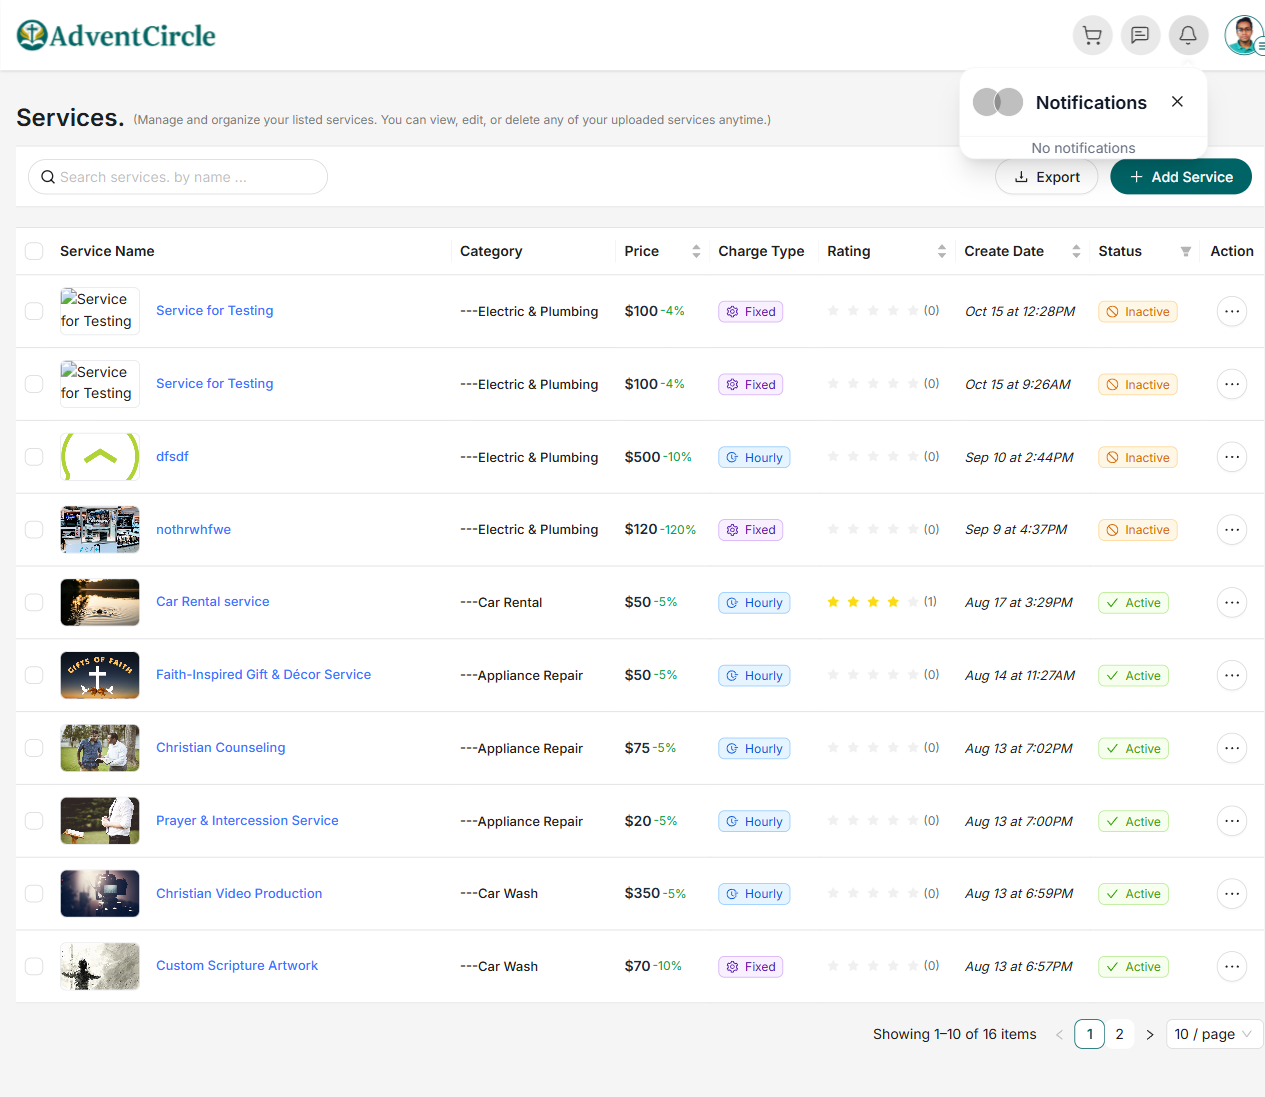 AdventCircle
Notifications
No notifications
Services. (Manage and organize your listed services. You can view, edit, or delete any of your uploaded services anytime.)
Search services. by name ...
Export
Add Service
Service Name Category Price Charge Type Rating Create Date Status Action
Service for Testing Service for Testing ---Electric & Plumbing $100 -4% Fixed (0) Oct 15 at 12:28PM Inactive
Service for Testing Service for Testing ---Electric & Plumbing $100 -4% Fixed (0) Oct 15 at 9:26AM Inactive
dfsdf ---Electric & Plumbing $500 -10% Hourly (0) Sep 10 at 2:44PM Inactive
nothrwhfwe ---Electric & Plumbing $120 -120% Fixed (0) Sep 9 at 4:37PM Inactive
Car Rental service ---Car Rental $50 -5% Hourly (1) Aug 17 at 3:29PM Active
GIFTS OF FAITH Faith-Inspired Gift & Décor Service ---Appliance Repair $50 -5% Hourly (0) Aug 14 at 11:27AM Active
Christian Counseling ---Appliance Repair $75 -5% Hourly (0) Aug 13 at 7:02PM Active
Prayer & Intercession Service ---Appliance Repair $20 -5% Hourly (0) Aug 13 at 7:00PM Active
Christian Video Production ---Car Wash $350 -5% Hourly (0) Aug 13 at 6:59PM Active
Custom Scripture Artwork ---Car Wash $70 -10% Fixed (0) Aug 13 at 6:57PM Active
Showing 1–10 of 16 items < 1 2 > 10 / page